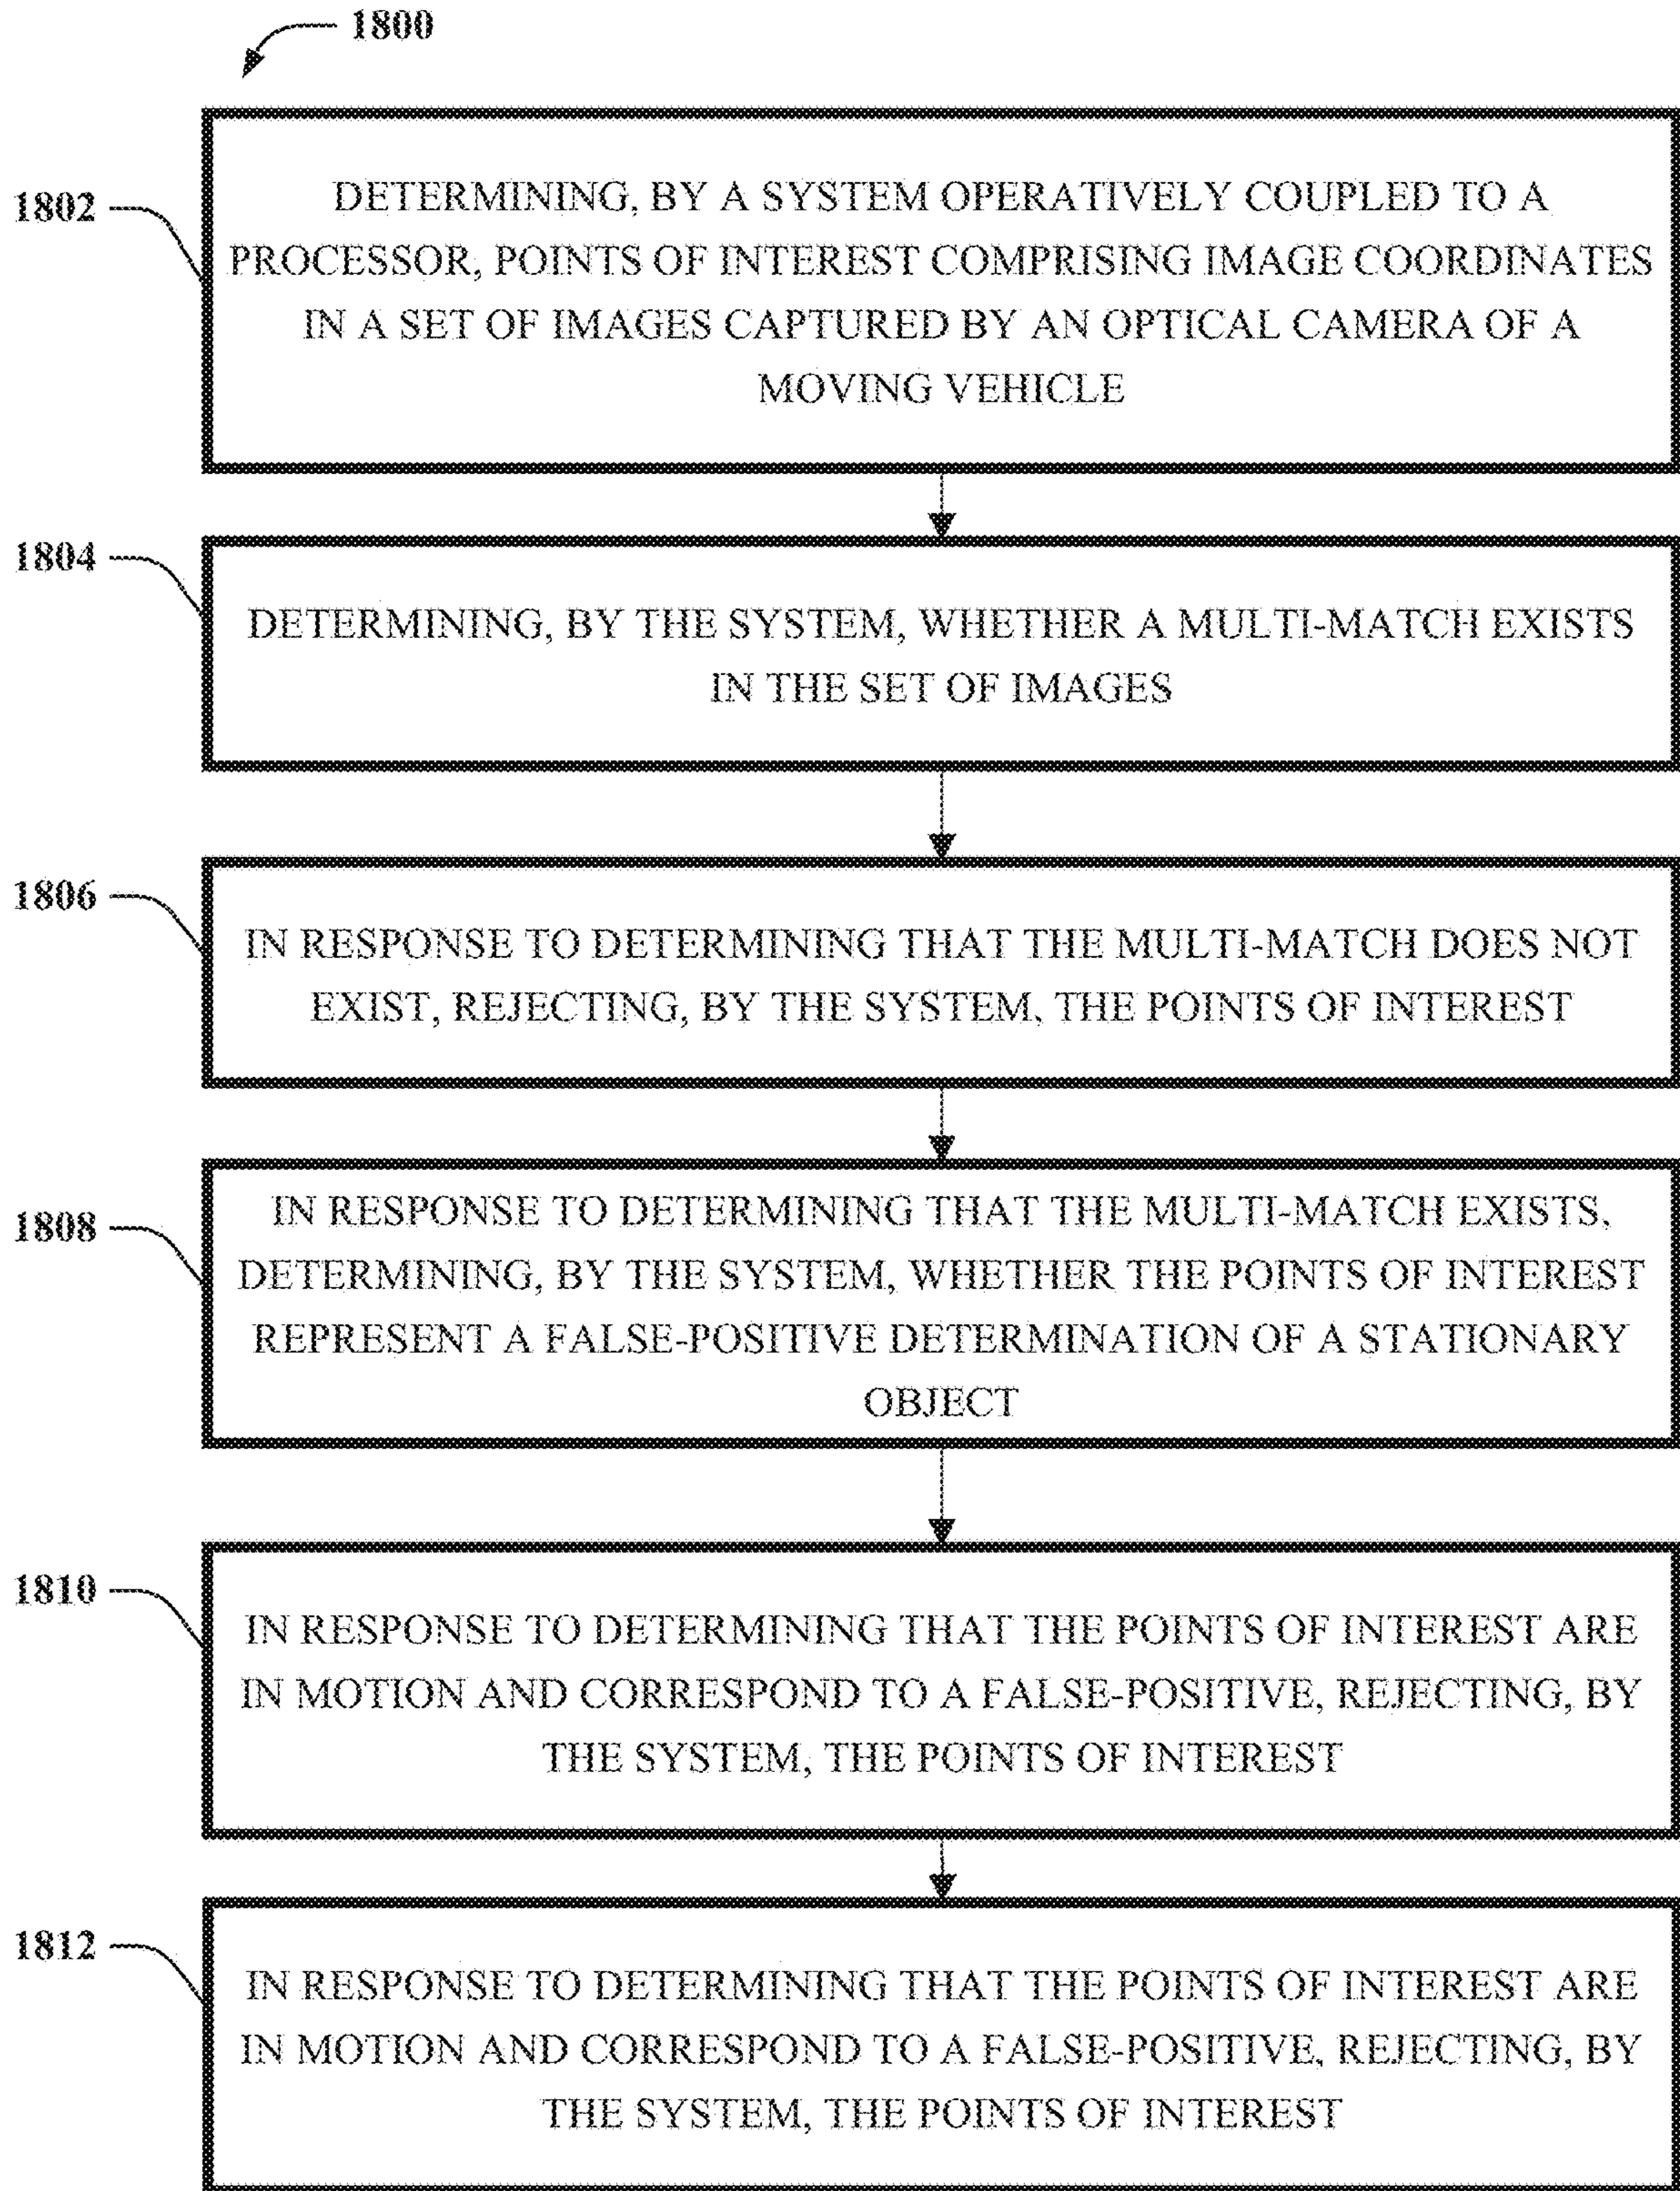 1800
1802
DETERMINING, BY A SYSTEM OPERATIVELY COUPLED TO A
PROCESSOR, POINTS OF INTEREST COMPRISING IMAGE COORDINATES
IN A SET OF IMAGES CAPTURED BY AN OPTICAL CAMERA OF A
MOVING VEHICLE
1804
DETERMINING, BY THE SYSTEM, WHETHER A MULTI-MATCH EXISTS
IN THE SET OF IMAGES
1806
IN RESPONSE TO DETERMINING THAT THE MULTI-MATCH DOES NOT
EXIST, REJECTING, BY THE SYSTEM, THE POINTS OF INTEREST
1808
IN RESPONSE TO DETERMINING THAT THE MULTI-MATCH EXISTS,
DETERMINING, BY THE SYSTEM, WHETHER THE POINTS OF INTEREST
REPRESENT A FALSE-POSITIVE DETERMINATION OF A STATIONARY
OBJECT
1810
IN RESPONSE TO DETERMINING THAT THE POINTS OF INTEREST ARE
IN MOTION AND CORRESPOND TO A FALSE-POSITIVE, REJECTING, BY
THE SYSTEM, THE POINTS OF INTEREST
1812
IN RESPONSE TO DETERMINING THAT THE POINTS OF INTEREST ARE
IN MOTION AND CORRESPOND TO A FALSE-POSITIVE, REJECTING, BY
THE SYSTEM, THE POINTS OF INTEREST